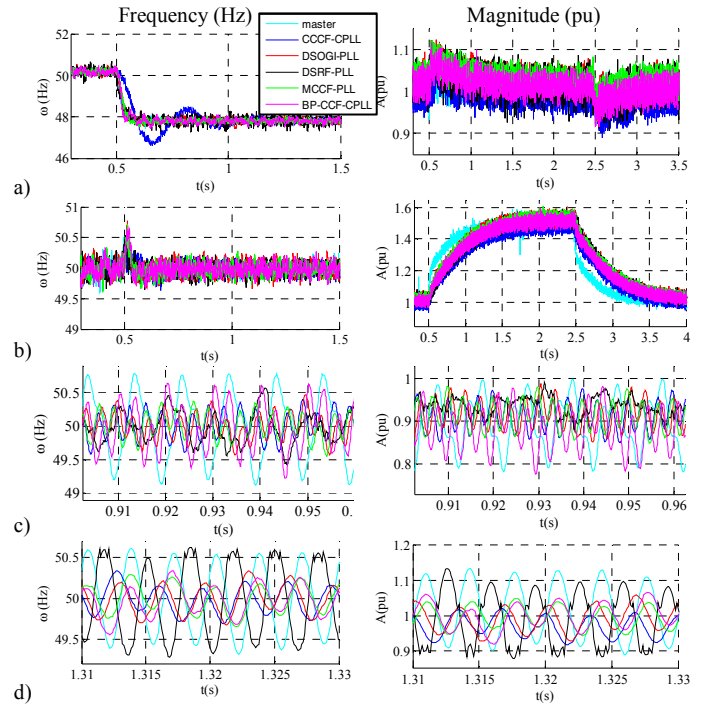 Frequency (Hz)
Magnitude (pu)
master
CCCF-CPLL
DSOGI-PLL
DSRF-PLL
MCCF-PLL
BP-CCF-CPLL
52
50
48
46
ω (Hz)
0.5 1 1.5
t(s)
1.1
1
0.9
A(pu)
0.5 1 1.5 2 2.5 3 3.5
t(s)
a)
51
50.5
50
49.5
49
ω (Hz)
0.5 1 1.5
t(s)
1.6
1.4
1.2
1
A(pu)
0.5 1 1.5 2 2.5 3 3.5 4
t(s)
b)
50.5
50
49.5
49
ω (Hz)
0.91 0.92 0.93 0.94 0.95 0.
t(s)
1
0.9
0.8
A(pu)
0.91 0.92 0.93 0.94 0.95 0.96
t(s)
c)
50.5
50
49.5
ω (Hz)
1.31 1.315 1.32 1.325 1.33
t(s)
1.2
1.1
1
0.9
A(pu)
1.31 1.315 1.32 1.325 1.33
t(s)
d)